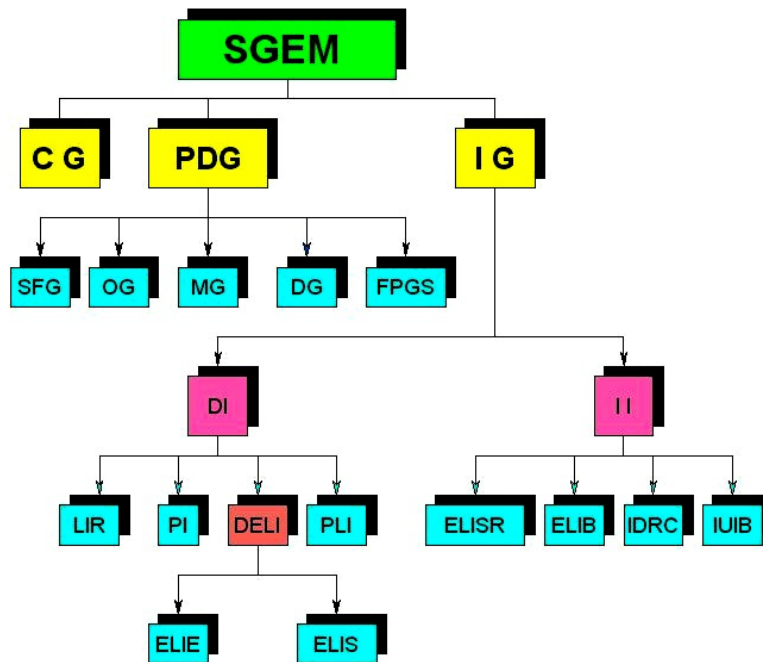 SGEM
C G PDG I G
SFG OG MG DG FPGS
DI I I
LIR PI DELI PLI ELISR ELIB IDRC IUIB
ELIE ELIS